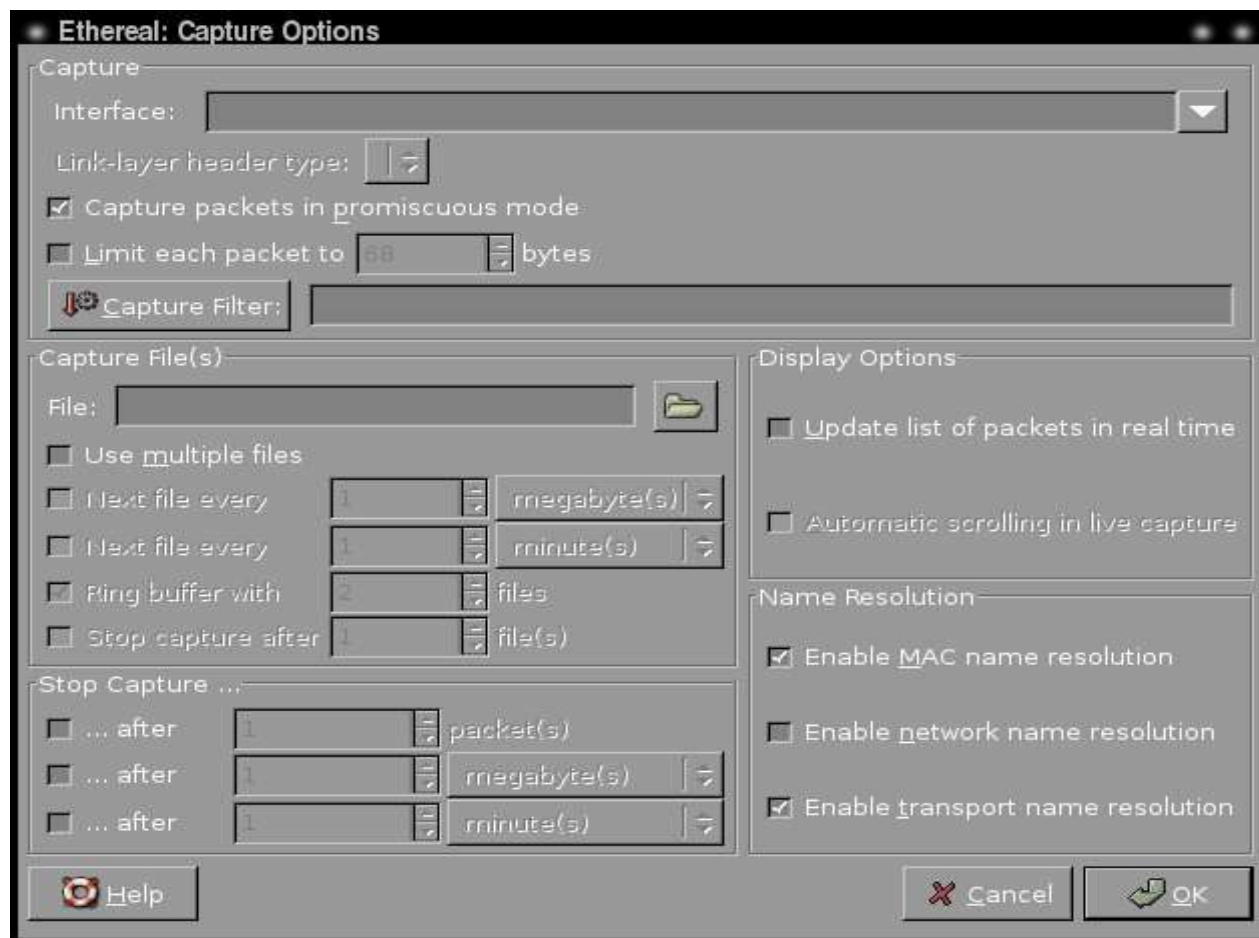 Ethereal: Capture Options
Capture
Interface:
Link-layer header type:
Capture packets in promiscuous mode
Limit each packet to 68 bytes
Capture Filter:
Capture File(s)
File:
Use multiple files
Next file every 1 megabyte(s)
Next file every 1 minute(s)
Ring buffer with 2 files
Stop capture after 1 file(s)
Stop Capture ...
... after 1 packet(s)
... after 1 megabyte(s)
... after 1 minute(s)
Display Options
Update list of packets in real time
Automatic scrolling in live capture
Name Resolution
Enable MAC name resolution
Enable network name resolution
Enable transport name resolution
Help
Cancel
OK